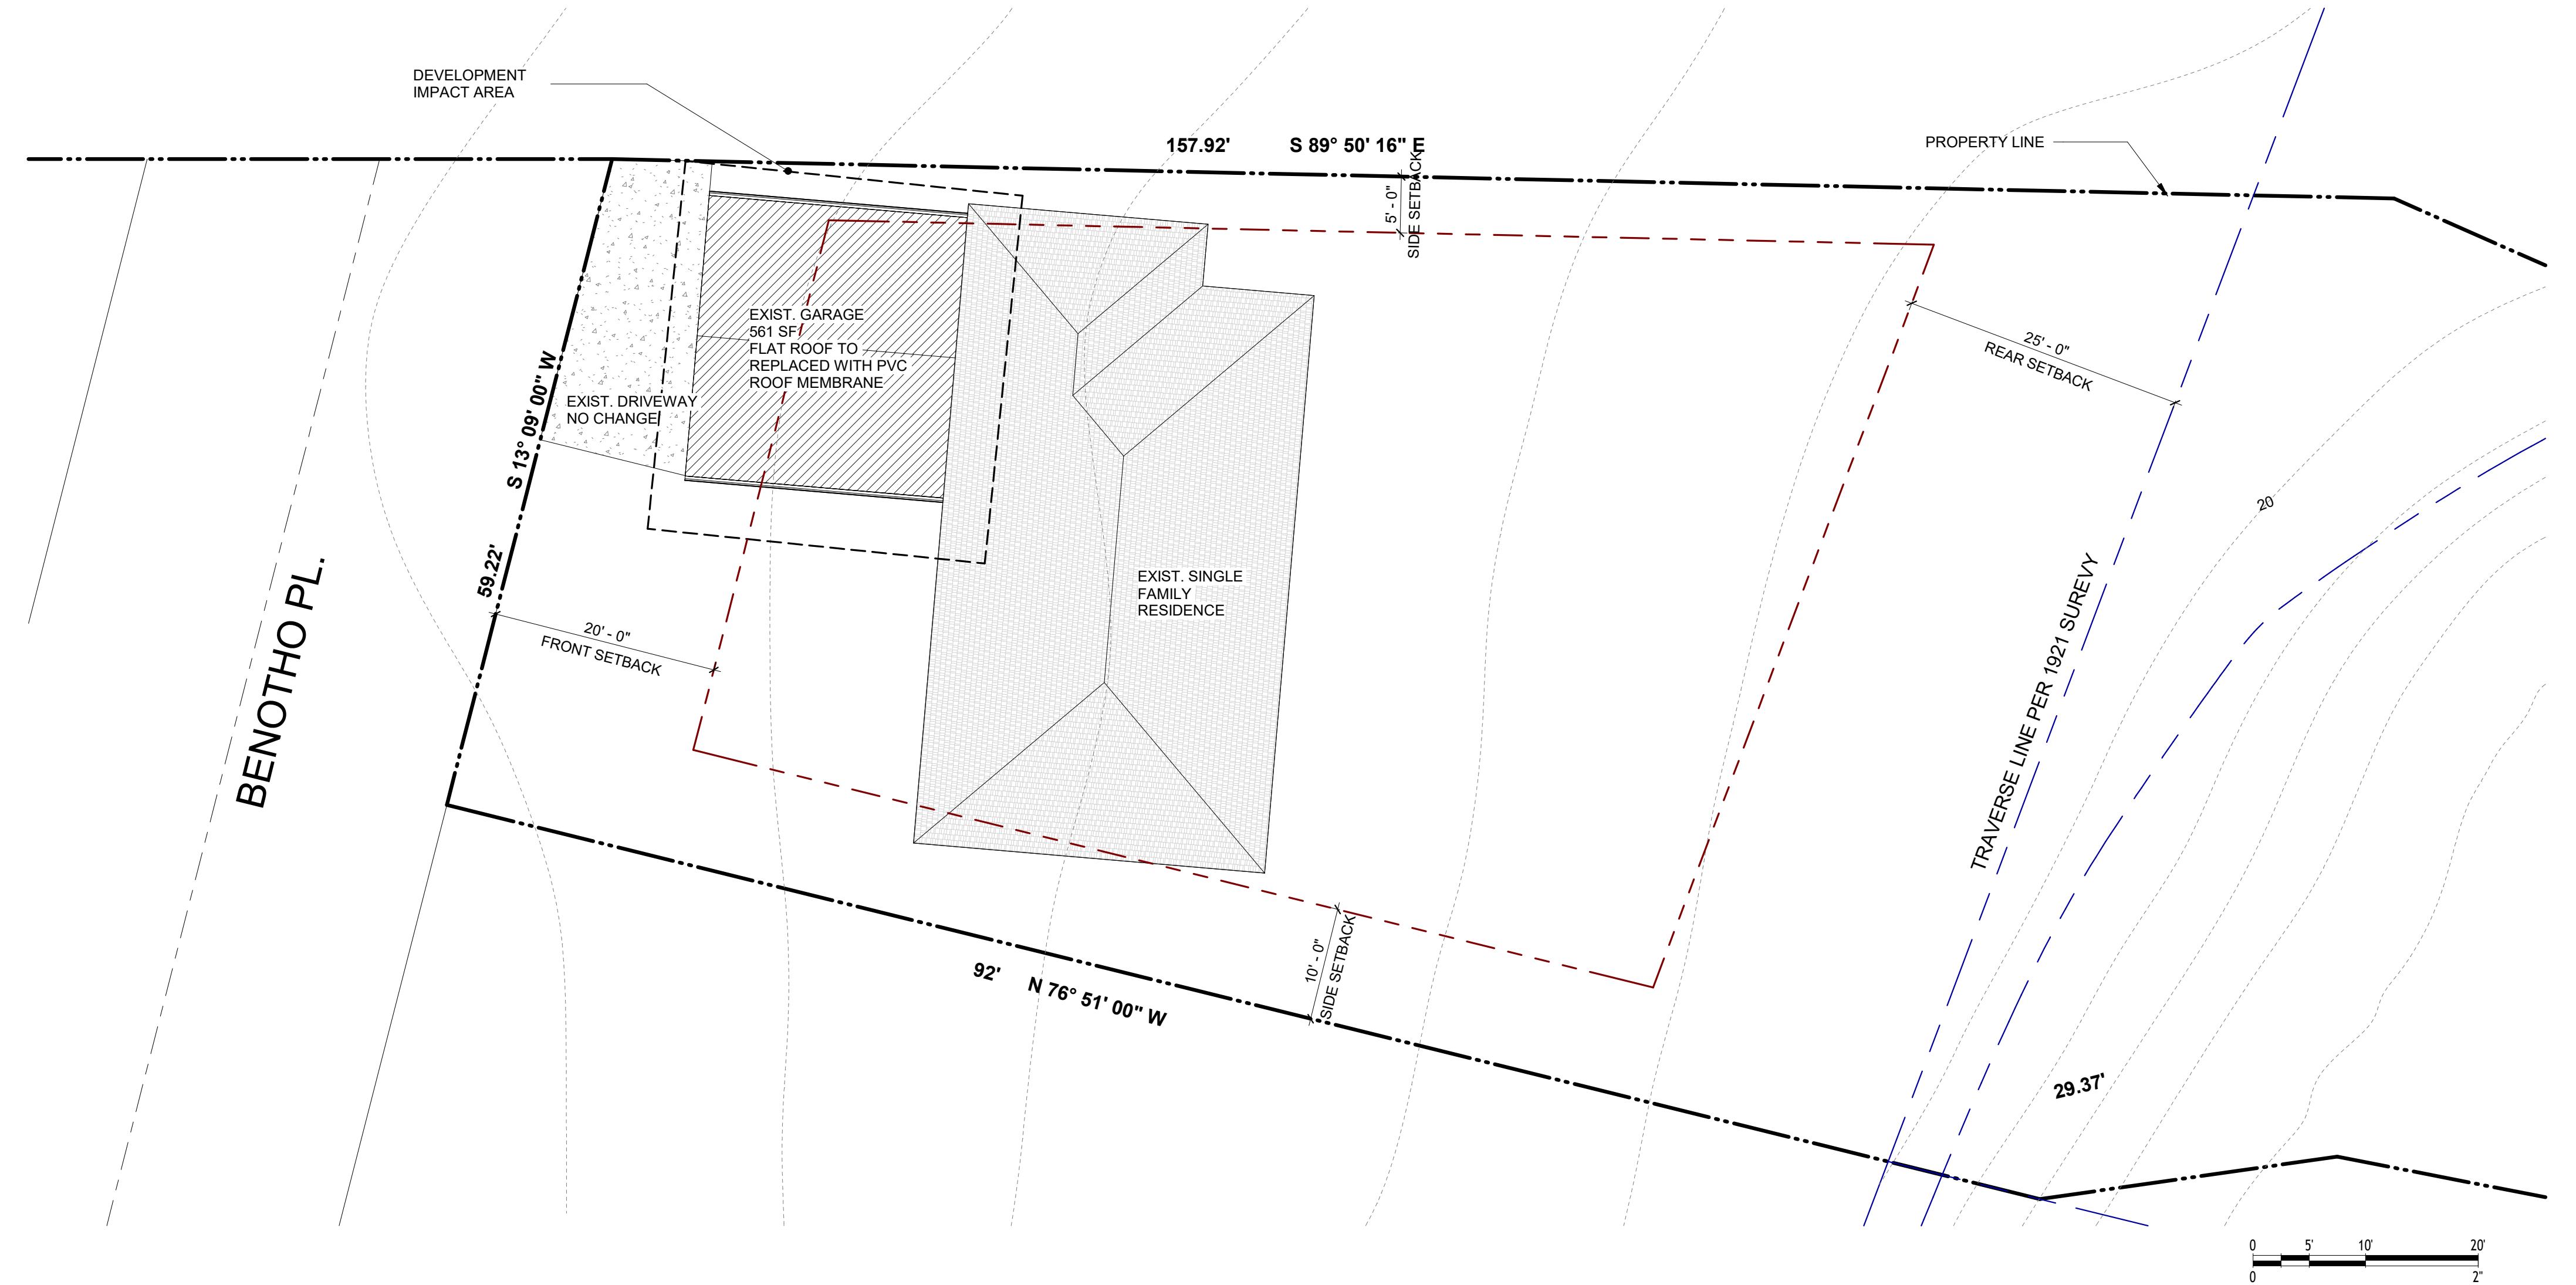 DEVELOPMENT
IMPACT AREA
157.92' S 89° 50' 16" E
PROPERTY LINE
5' - 0"
SIDE SETBACK
EXIST. GARAGE
561 SF
FLAT ROOF TO
REPLACED WITH PVC
ROOF MEMBRANE
EXIST. DRIVEWAY
NO CHANGE
S 13° 09' 00" W
59.22'
25' - 0"
REAR SETBACK
20
BENOTHO PL.
20' - 0"
FRONT SETBACK
EXIST. SINGLE
FAMILY
RESIDENCE
TRAVERSE LINE PER 1921 SUREVY
10' - 0"
SIDE SETBACK
92' N 76° 51' 00" W
29.37'
0 5' 10' 20'
0 2"